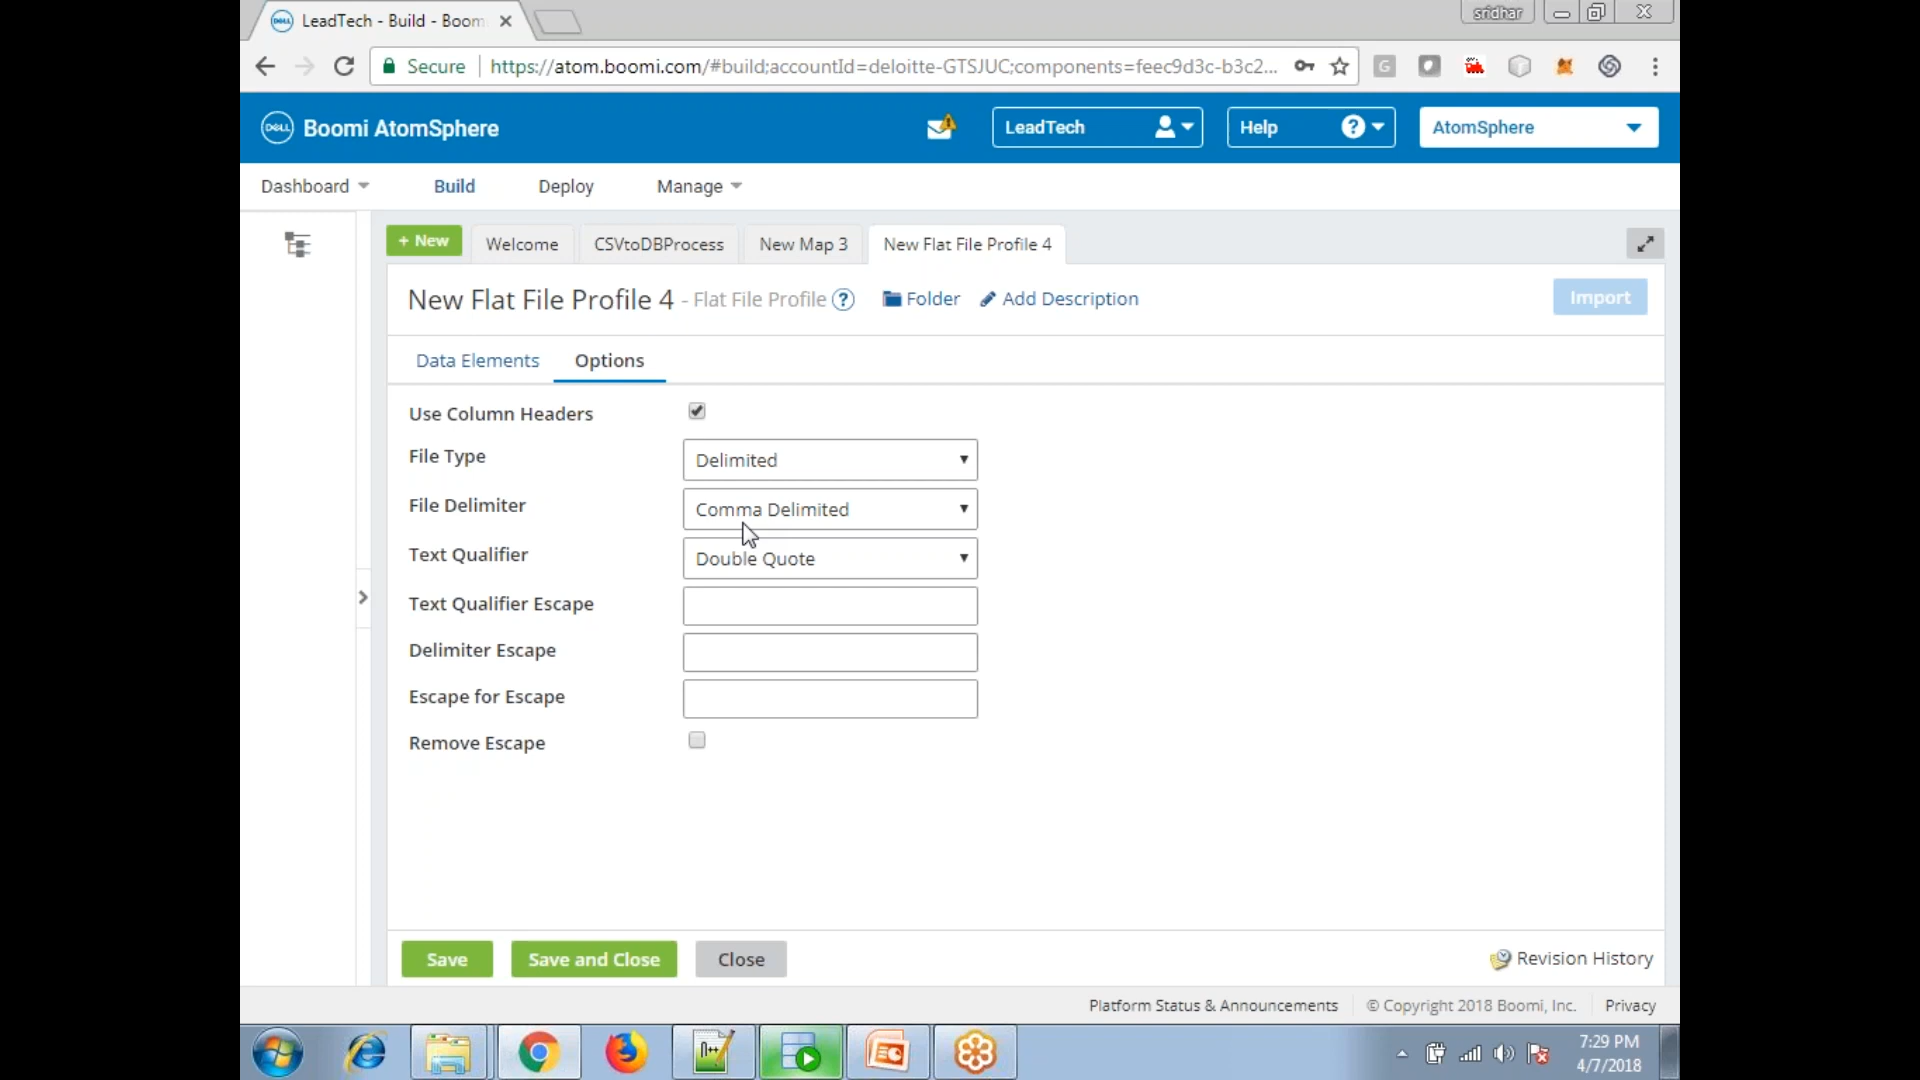 LeadTech - Build - Boom
sridhar
Secure https://atom.boomi.com/#build;accountId=deloitte-GTSJUC;components=feec9d3c-b3c2...
DELL Boomi AtomSphere
LeadTech
Help
AtomSphere
Dashboard
Build
Deploy
Manage
+ New
Welcome
CSVtoDBProcess
New Map 3
New Flat File Profile 4
New Flat File Profile 4 - Flat File Profile
Folder
Add Description
Import
Data Elements
Options
Use Column Headers
File Type
Delimited
File Delimiter
Comma Delimited
Text Qualifier
Double Quote
Text Qualifier Escape
Delimiter Escape
Escape for Escape
Remove Escape
Save
Save and Close
Close
Revision History
Platform Status & Announcements
© Copyright 2018 Boomi, Inc.
Privacy
7:29 PM
4/7/2018